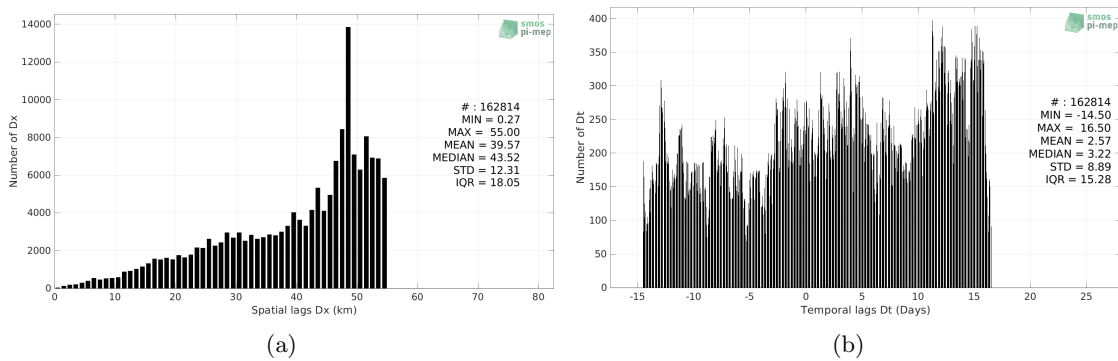 14000
12000
10000
8000
6000
4000
2000
0
0 10 20 30 40 50 60 70 80
Number of Dx
Spatial lags Dx (km)
smos
pi-mep
# : 162814
MIN = 0.27
MAX = 55.00
MEAN = 39.57
MEDIAN = 43.52
STD = 12.31
IQR = 18.05
(a)
400
350
300
250
200
150
100
50
0
-15 -10 -5 0 5 10 15 20 25
Number of Dt
Temporal lags Dt (Days)
smos
pi-mep
# : 162814
MIN = -14.50
MAX = 16.50
MEAN = 2.57
MEDIAN = 3.22
STD = 8.89
IQR = 15.28
(b)